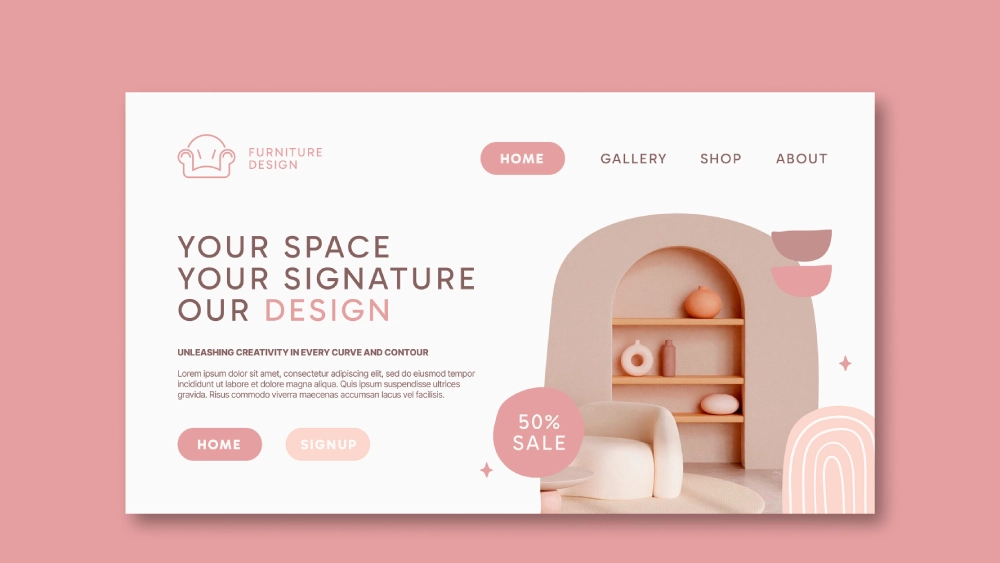 FURNITURE
DESIGN
HOME
GALLERY
SHOP
ABOUT
YOUR SPACE
YOUR SIGNATURE
OUR DESIGN
UNLEASHING CREATIVITY IN EVERY CURVE AND CONTOUR
Lorem ipsum dolor sit amet, consectetur adipiscing elit, sed do eiusmod tempor
incididunt ut labore et dolore magna aliqua. Quis ipsum suspendisse ultrices
gravida. Risus commodo viverra maecenas accumsan lacus vel facilisis.
HOME
SIGNUP
50%
SALE